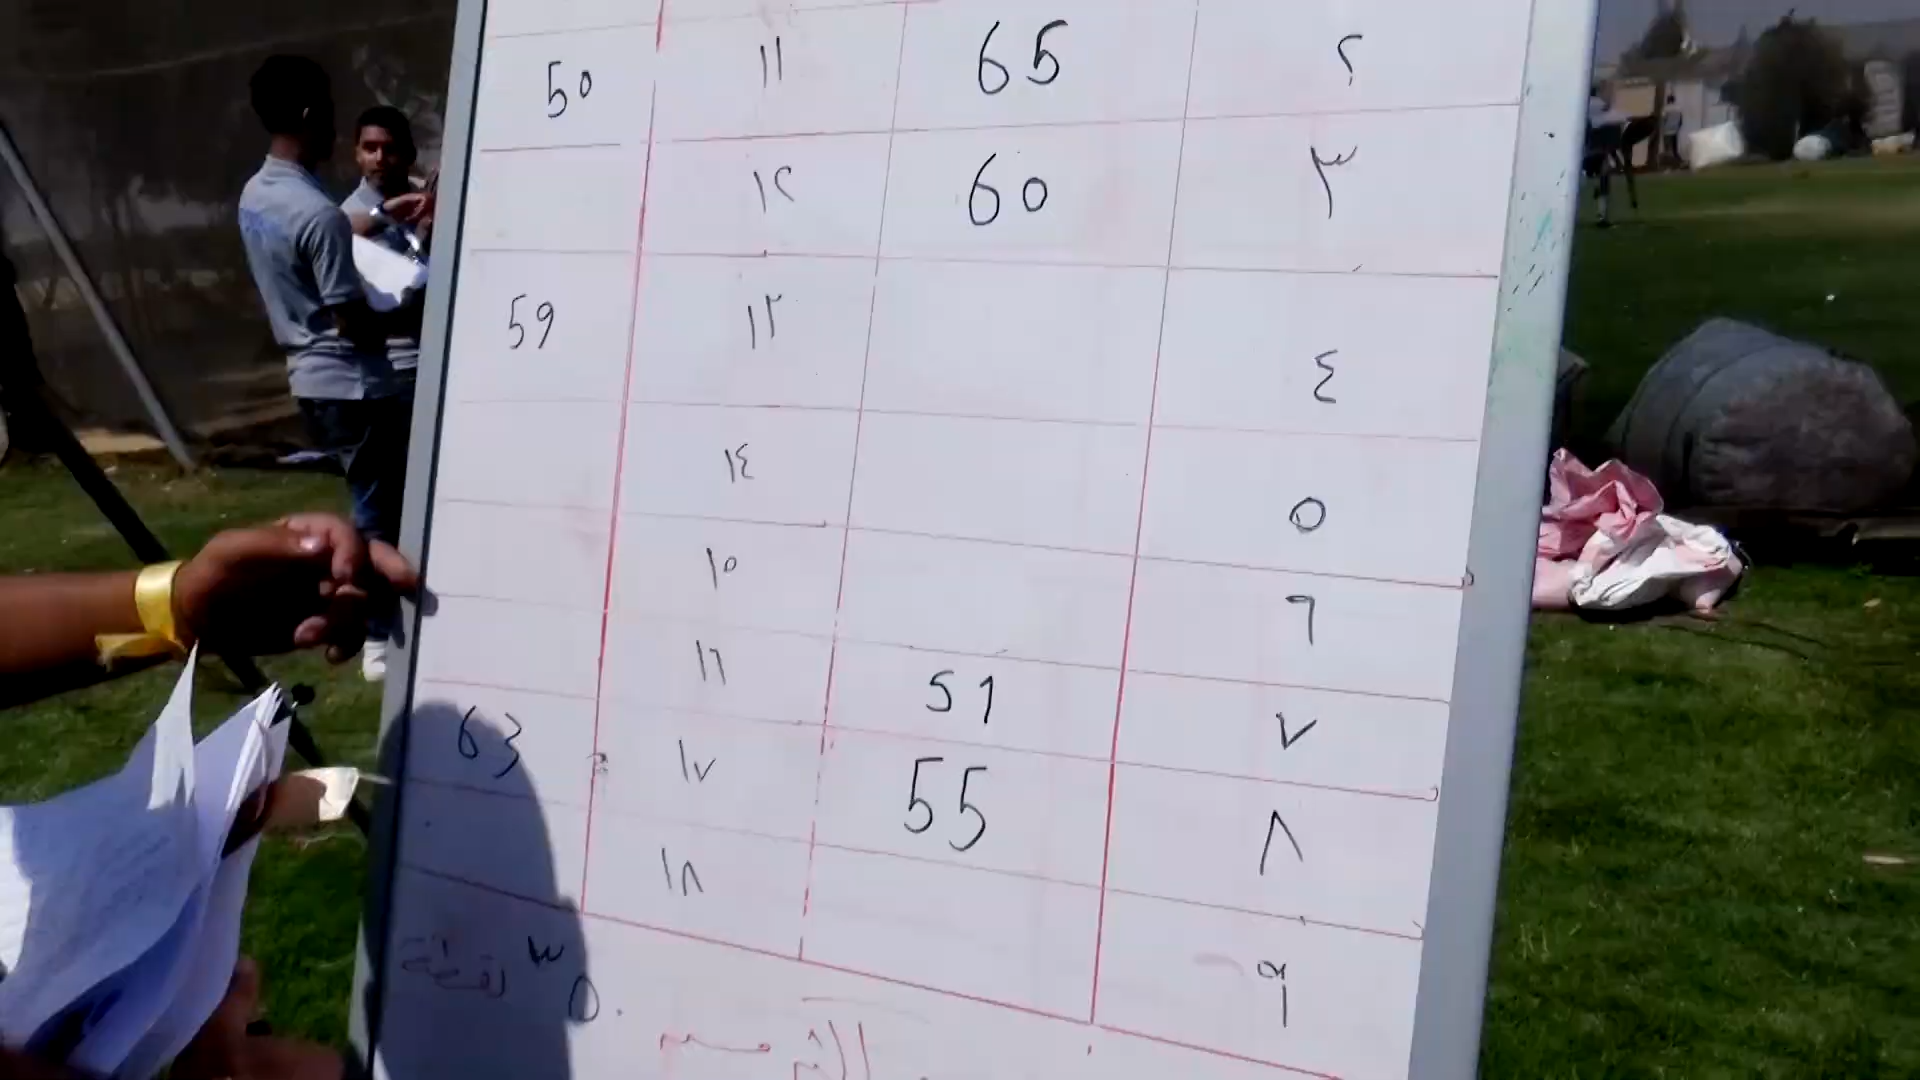 ٢ 65 ١١ 50
٣ 60 ١٢
٤ ١٣ 59
٥ ١٤
٦ ١٥
٧ 51 ١٦
٨ 55 ١٧ 63
٩ ١٨
نقطة